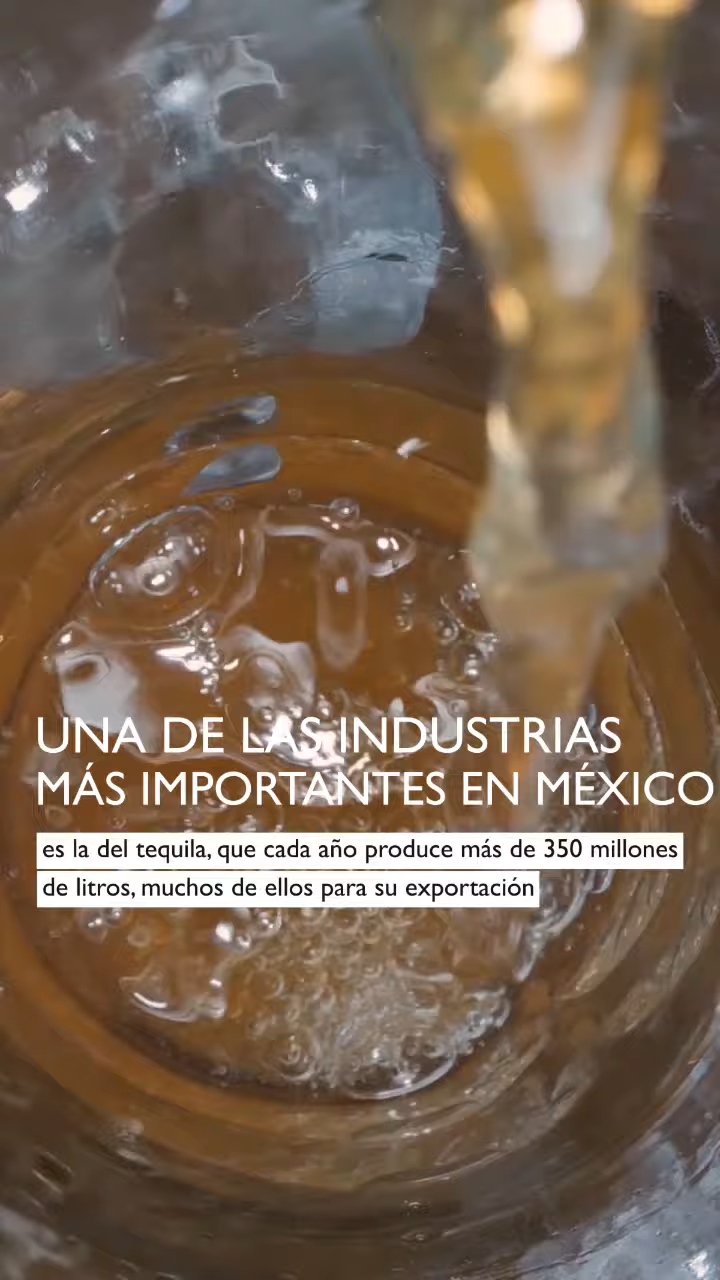 UNA DE LAS INDUSTRIAS
MÁS IMPORTANTES EN MÉXICO
es la del tequila, que cada año produce más de 350 millones
de litros, muchos de ellos para su exportación